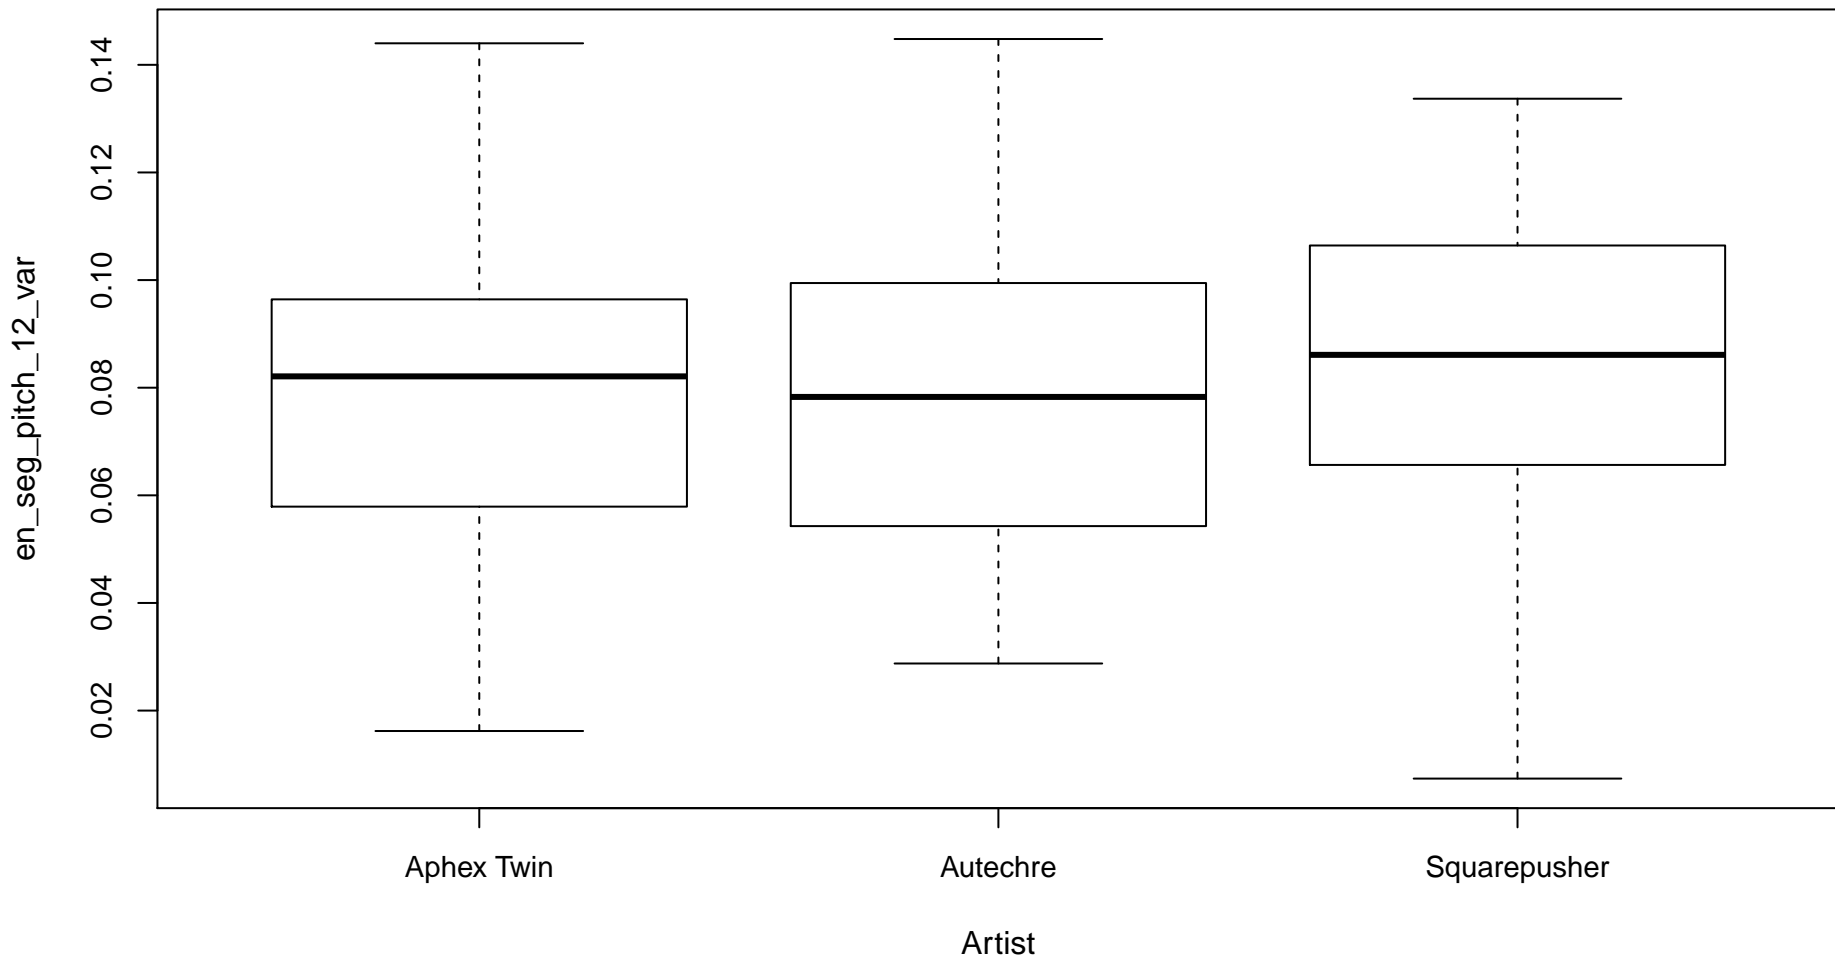 en_seg_pitch_12_var
0.14
0.12
0.10
0.08
0.06
0.04
0.02
Aphex Twin
Autechre
Squarepusher
Artist